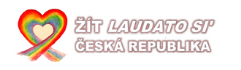 ŽÍT LAUDATO SI'
ČESKÁ REPUBLIKA